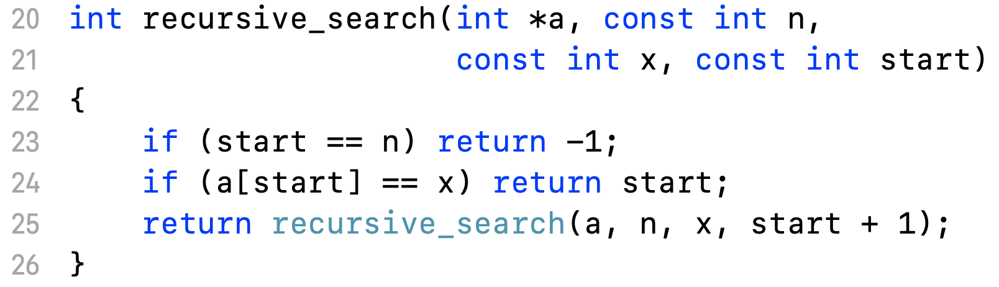 20 int recursive_search(int *a, const int n,
21                      const int x, const int start)
22 {
23     if (start == n) return -1;
24     if (a[start] == x) return start;
25     return recursive_search(a, n, x, start + 1);
26 }